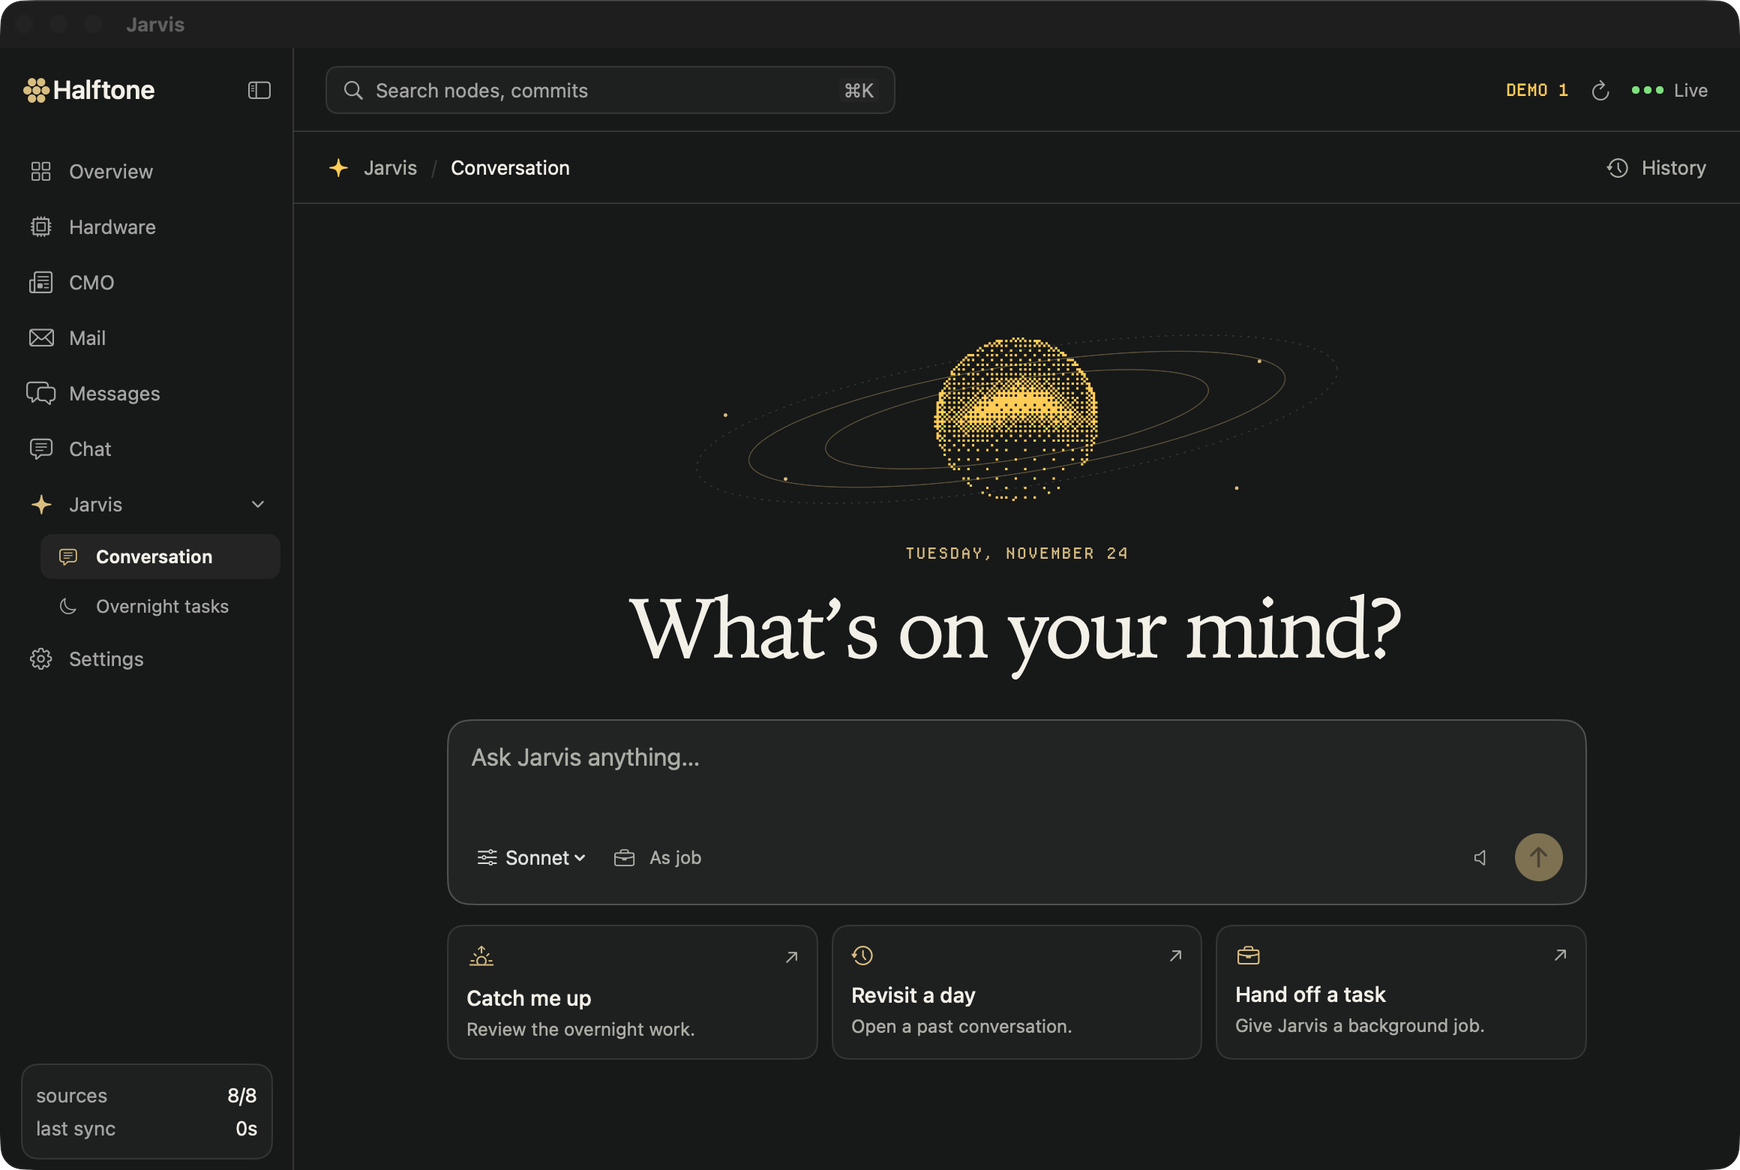 Jarvis
Halftone
Search nodes, commits
⌘K
DEMO 1
Live
Overview
Hardware
CMO
Mail
Messages
Chat
Jarvis
Conversation
Overnight tasks
Settings
sources 8/8
last sync 0s
Jarvis / Conversation
History
TUESDAY, NOVEMBER 24
What’s on your mind?
Ask Jarvis anything...
Sonnet
As job
Catch me up
Review the overnight work.
Revisit a day
Open a past conversation.
Hand off a task
Give Jarvis a background job.